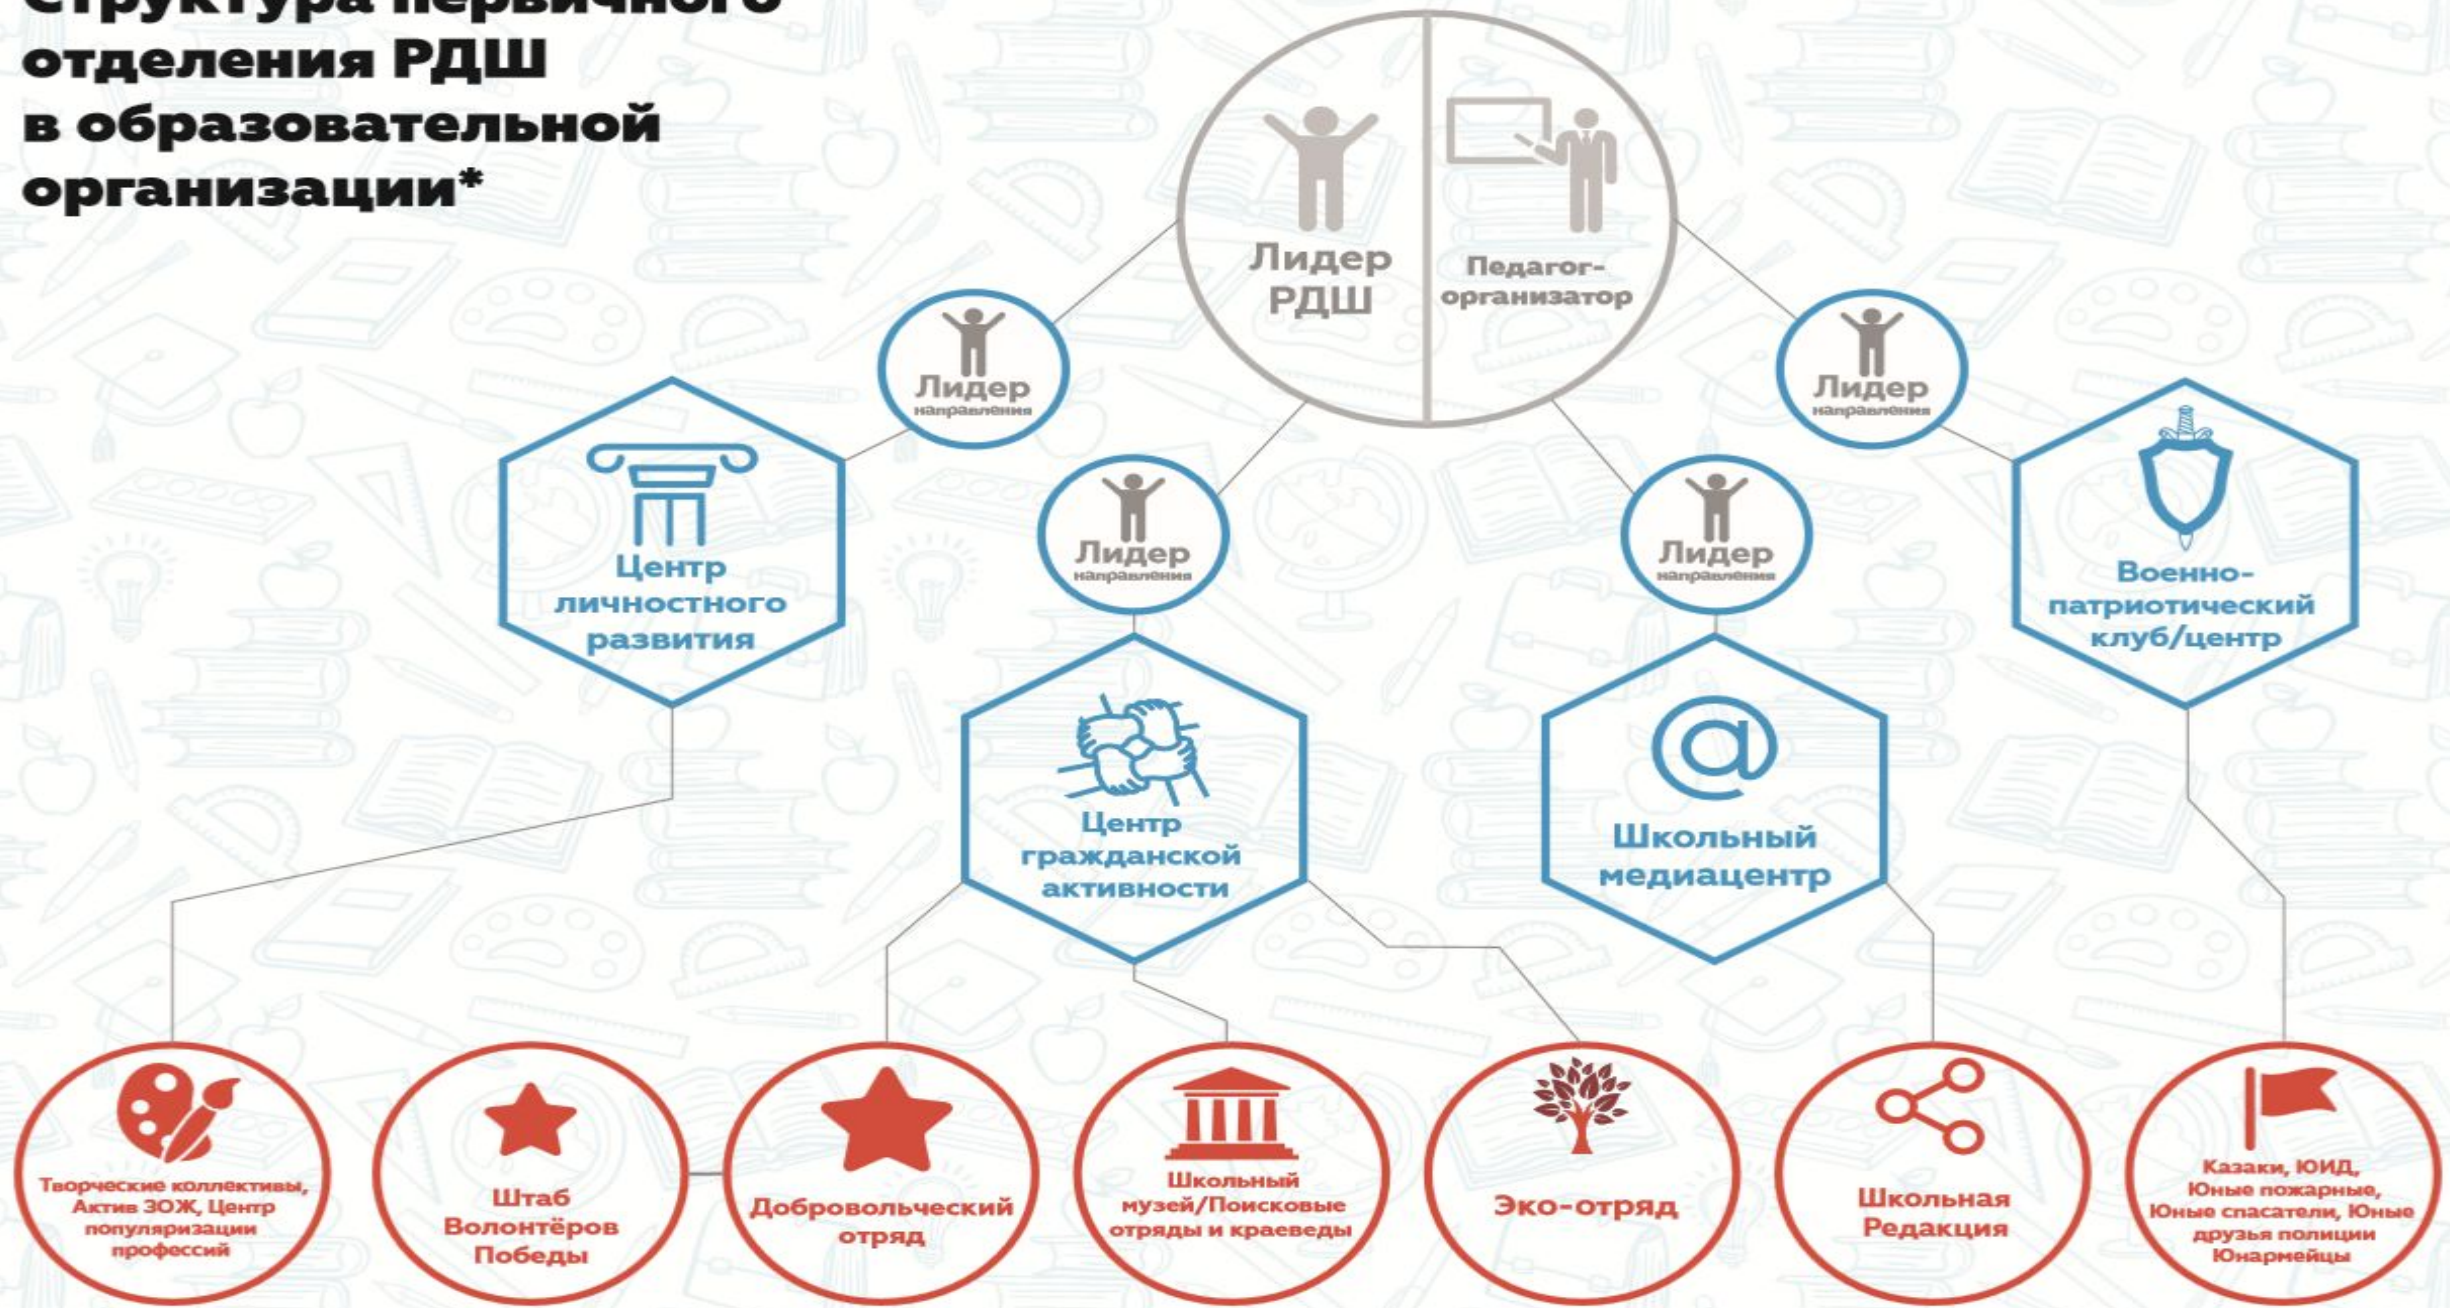 Структура первичного
отделения РДШ
в образовательной
организации*
Лидер
РДШ
Педагог-
организатор
Лидер
направления
Лидер
направления
Лидер
направления
Лидер
направления
Центр
личностного
развития
Центр
гражданской
активности
Школьный
медиацентр
Военно-
патриотический
клуб/центр
Творческие коллективы,
Актив ЗОЖ, Центр
популяризации
профессий
Штаб
Волонтёров
Победы
Добровольческий
отряд
Школьный
музей/Поисковые
отряды и краеведы
Эко-отряд
Школьная
Редакция
Казаки, ЮИД,
Юные пожарные,
Юные спасатели, Юные
друзья полиции
Юнармейцы